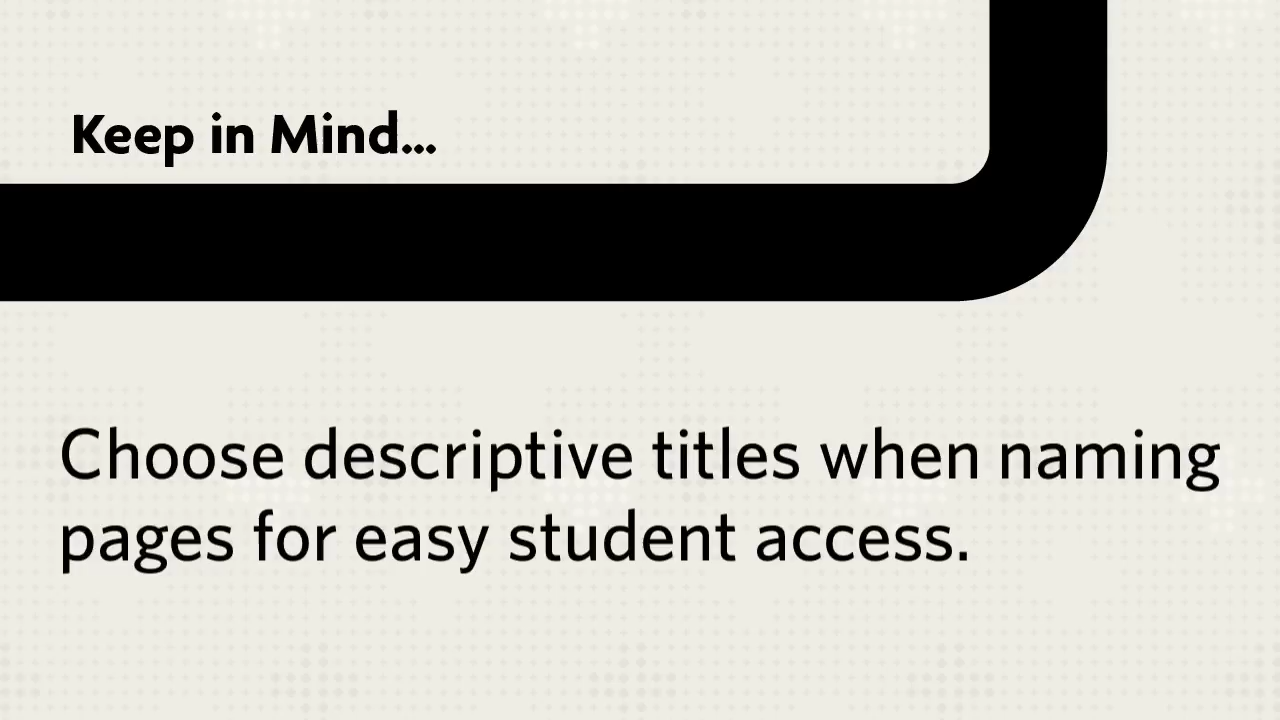 Keep in Mind...
Choose descriptive titles when naming
pages for easy student access.